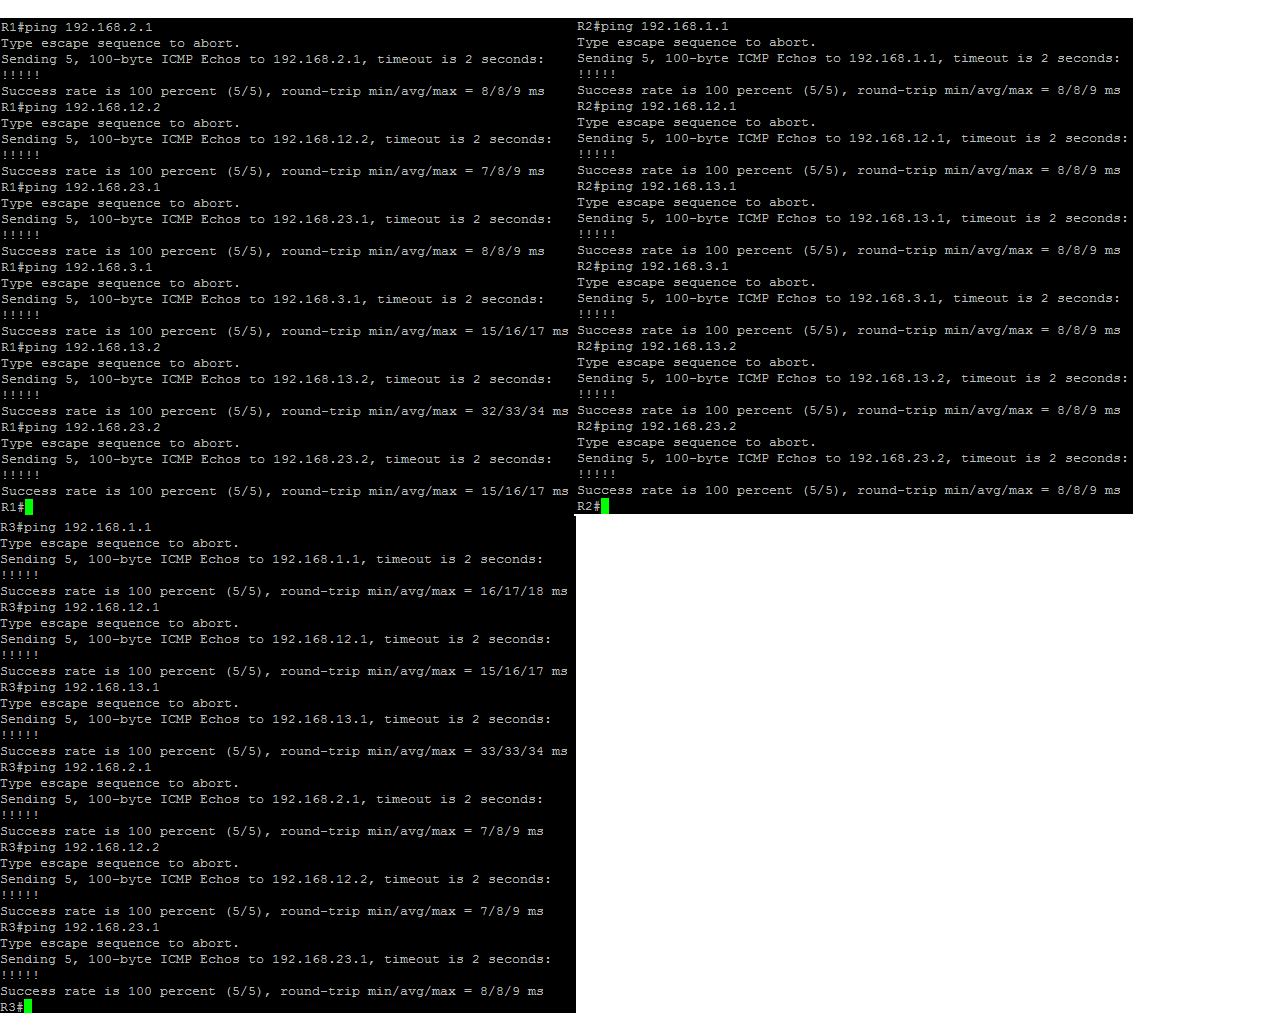 R1#ping 192.168.2.1
Type escape sequence to abort.
Sending 5, 100-byte ICMP Echos to 192.168.2.1, timeout is 2 seconds:
!!!!!
Success rate is 100 percent (5/5), round-trip min/avg/max = 8/8/9 ms
R1#ping 192.168.12.2
Type escape sequence to abort.
Sending 5, 100-byte ICMP Echos to 192.168.12.2, timeout is 2 seconds:
!!!!!
Success rate is 100 percent (5/5), round-trip min/avg/max = 7/8/9 ms
R1#ping 192.168.23.1
Type escape sequence to abort.
Sending 5, 100-byte ICMP Echos to 192.168.23.1, timeout is 2 seconds:
!!!!!
Success rate is 100 percent (5/5), round-trip min/avg/max = 8/8/9 ms
R1#ping 192.168.3.1
Type escape sequence to abort.
Sending 5, 100-byte ICMP Echos to 192.168.3.1, timeout is 2 seconds:
!!!!!
Success rate is 100 percent (5/5), round-trip min/avg/max = 15/16/17 ms
R1#ping 192.168.13.2
Type escape sequence to abort.
Sending 5, 100-byte ICMP Echos to 192.168.13.2, timeout is 2 seconds:
!!!!!
Success rate is 100 percent (5/5), round-trip min/avg/max = 32/33/34 ms
R1#ping 192.168.23.2
Type escape sequence to abort.
Sending 5, 100-byte ICMP Echos to 192.168.23.2, timeout is 2 seconds:
!!!!!
Success rate is 100 percent (5/5), round-trip min/avg/max = 15/16/17 ms
R1#
R2#ping 192.168.1.1
Type escape sequence to abort.
Sending 5, 100-byte ICMP Echos to 192.168.1.1, timeout is 2 seconds:
!!!!!
Success rate is 100 percent (5/5), round-trip min/avg/max = 8/8/9 ms
R2#ping 192.168.12.1
Type escape sequence to abort.
Sending 5, 100-byte ICMP Echos to 192.168.12.1, timeout is 2 seconds:
!!!!!
Success rate is 100 percent (5/5), round-trip min/avg/max = 8/8/9 ms
R2#ping 192.168.13.1
Type escape sequence to abort.
Sending 5, 100-byte ICMP Echos to 192.168.13.1, timeout is 2 seconds:
!!!!!
Success rate is 100 percent (5/5), round-trip min/avg/max = 8/8/9 ms
R2#ping 192.168.3.1
Type escape sequence to abort.
Sending 5, 100-byte ICMP Echos to 192.168.3.1, timeout is 2 seconds:
!!!!!
Success rate is 100 percent (5/5), round-trip min/avg/max = 8/8/9 ms
R2#ping 192.168.13.2
Type escape sequence to abort.
Sending 5, 100-byte ICMP Echos to 192.168.13.2, timeout is 2 seconds:
!!!!!
Success rate is 100 percent (5/5), round-trip min/avg/max = 8/8/9 ms
R2#ping 192.168.23.2
Type escape sequence to abort.
Sending 5, 100-byte ICMP Echos to 192.168.23.2, timeout is 2 seconds:
!!!!!
Success rate is 100 percent (5/5), round-trip min/avg/max = 8/8/9 ms
R2#
R3#ping 192.168.1.1
Type escape sequence to abort.
Sending 5, 100-byte ICMP Echos to 192.168.1.1, timeout is 2 seconds:
!!!!!
Success rate is 100 percent (5/5), round-trip min/avg/max = 16/17/18 ms
R3#ping 192.168.12.1
Type escape sequence to abort.
Sending 5, 100-byte ICMP Echos to 192.168.12.1, timeout is 2 seconds:
!!!!!
Success rate is 100 percent (5/5), round-trip min/avg/max = 15/16/17 ms
R3#ping 192.168.13.1
Type escape sequence to abort.
Sending 5, 100-byte ICMP Echos to 192.168.13.1, timeout is 2 seconds:
!!!!!
Success rate is 100 percent (5/5), round-trip min/avg/max = 33/33/34 ms
R3#ping 192.168.2.1
Type escape sequence to abort.
Sending 5, 100-byte ICMP Echos to 192.168.2.1, timeout is 2 seconds:
!!!!!
Success rate is 100 percent (5/5), round-trip min/avg/max = 7/8/9 ms
R3#ping 192.168.12.2
Type escape sequence to abort.
Sending 5, 100-byte ICMP Echos to 192.168.12.2, timeout is 2 seconds:
!!!!!
Success rate is 100 percent (5/5), round-trip min/avg/max = 7/8/9 ms
R3#ping 192.168.23.1
Type escape sequence to abort.
Sending 5, 100-byte ICMP Echos to 192.168.23.1, timeout is 2 seconds:
!!!!!
Success rate is 100 percent (5/5), round-trip min/avg/max = 8/8/9 ms
R3#